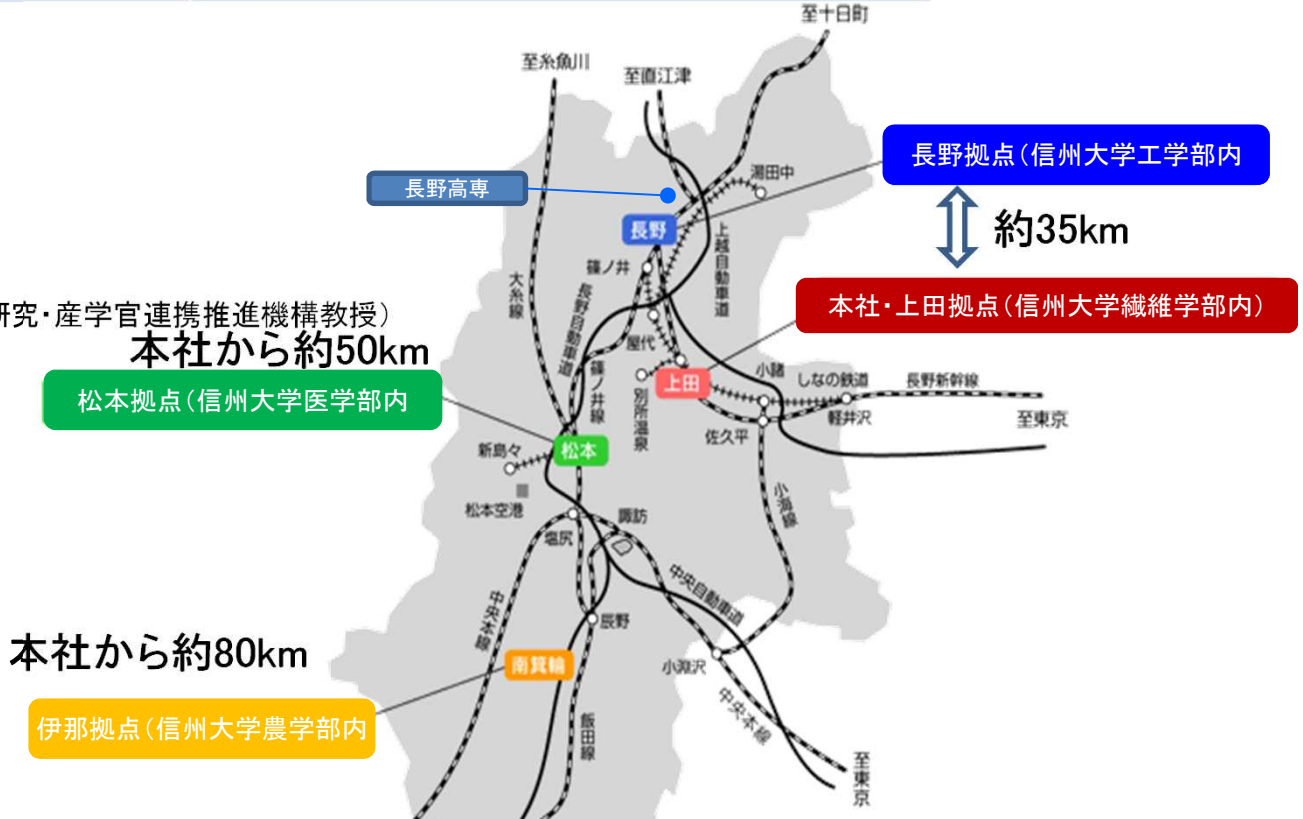 至十日町
至糸魚川
至直江津
長野拠点（信州大学工学部内
湯田中
長野高専
長野
約35km
上越自動車道
篠ノ井
大糸線
長野自動車道
本社・上田拠点（信州大学繊維学部内）
研究・産学官連携推進機構教授）
本社から約50km
屋代
篠ノ井線
小諸
しなの鉄道
長野新幹線
上田
別所温泉
松本拠点（信州大学医学部内
軽井沢
至東京
佐久平
新島々
松本
松本空港
小海線
諏訪
塩尻
中央自動車道
中央本線
辰野
本社から約80km
南箕輪
小淵沢
伊那拠点（信州大学農学部内
飯田線
中央本線
至東京